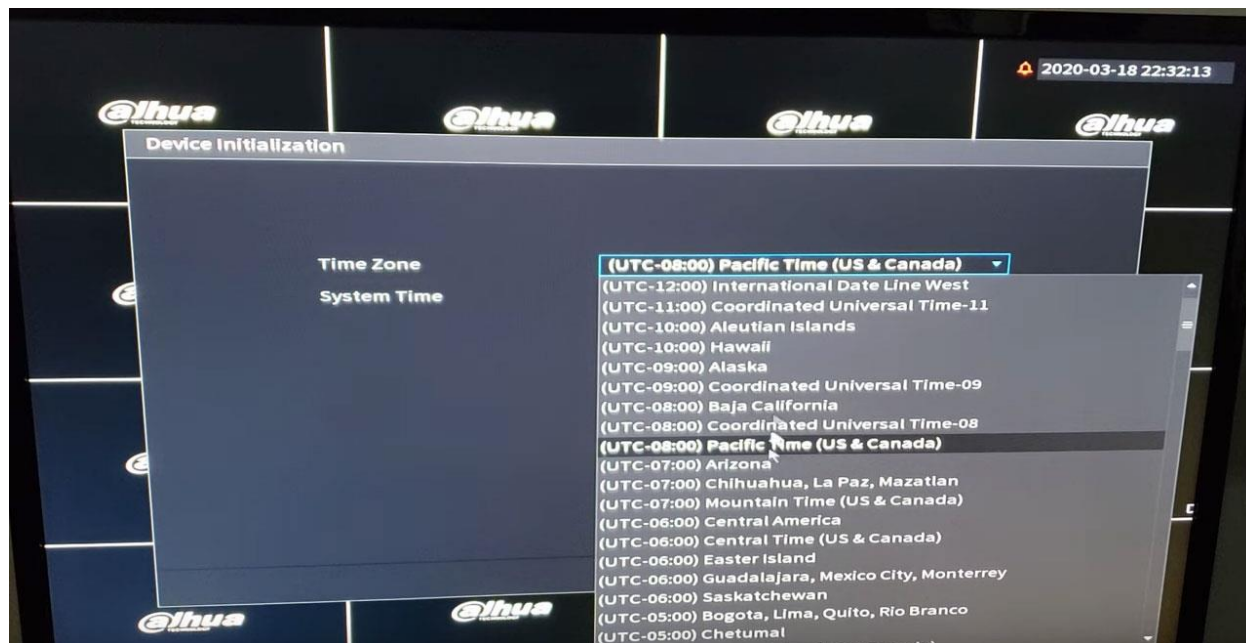 2020-03-18 22:32:13
alhua
TECHNOLOGY
alhua
TECHNOLOGY
alhua
TECHNOLOGY
alhua
TECHNOLOGY
Device Initialization
Time Zone
(UTC-08:00) Pacific Time (US & Canada)
System Time
(UTC-12:00) International Date Line West
(UTC-11:00) Coordinated Universal Time-11
(UTC-10:00) Aleutian Islands
(UTC-10:00) Hawaii
(UTC-09:00) Alaska
(UTC-09:00) Coordinated Universal Time-09
(UTC-08:00) Baja California
(UTC-08:00) Coordinated Universal Time-08
(UTC-08:00) Pacific Time (US & Canada)
(UTC-07:00) Arizona
(UTC-07:00) Chihuahua, La Paz, Mazatlan
(UTC-07:00) Mountain Time (US & Canada)
(UTC-06:00) Central America
(UTC-06:00) Central Time (US & Canada)
(UTC-06:00) Easter Island
(UTC-06:00) Guadalajara, Mexico City, Monterrey
(UTC-06:00) Saskatchewan
(UTC-05:00) Bogota, Lima, Quito, Rio Branco
(UTC-05:00) Chetumal
alhua
TECHNOLOGY
alhua